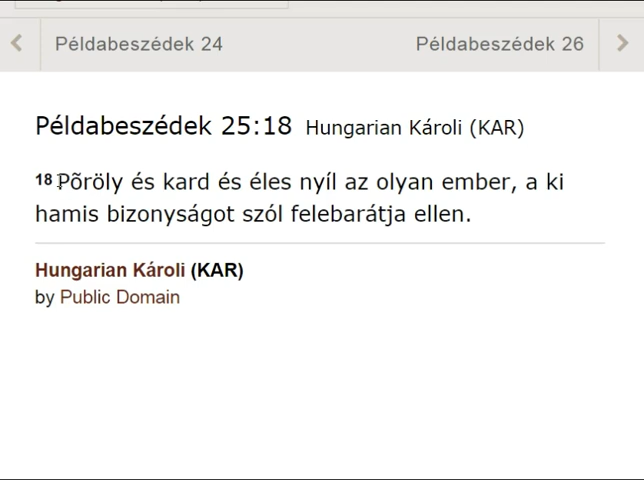 Példabeszédek 24
Példabeszédek 26
Példabeszédek 25:18 Hungarian Károli (KAR)
18 Põröly és kard és éles nyíl az olyan ember, a ki
hamis bizonyságot szól felebarátja ellen.
Hungarian Károli (KAR)
by Public Domain